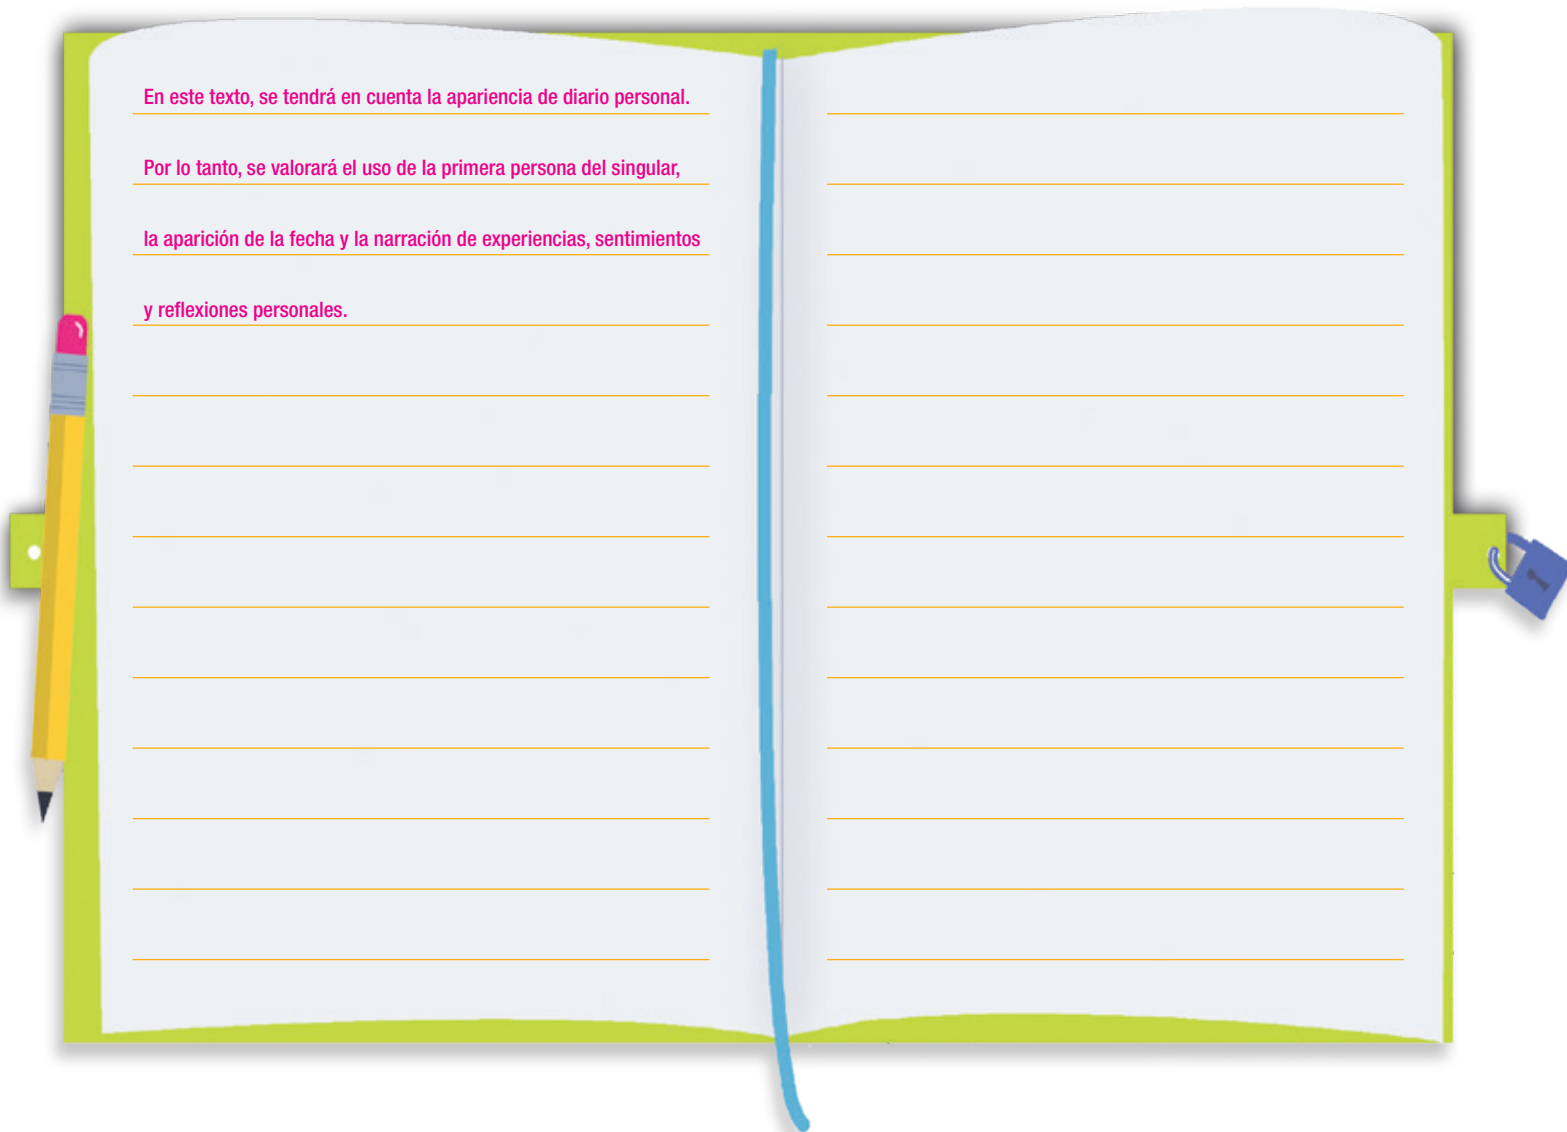 En este texto, se tendrá en cuenta la apariencia de diario personal.
Por lo tanto, se valorará el uso de la primera persona del singular,
la aparición de la fecha y la narración de experiencias, sentimientos
y reflexiones personales.